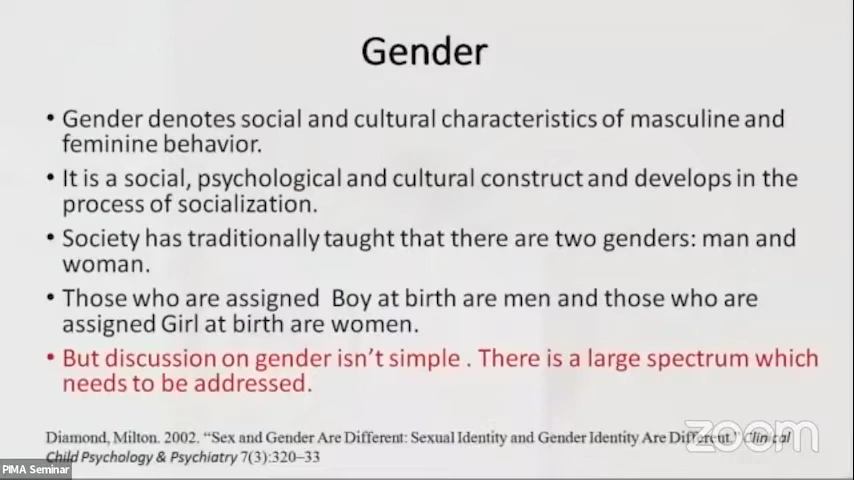 Gender
• Gender denotes social and cultural characteristics of masculine and
feminine behavior.
• It is a social, psychological and cultural construct and develops in the
process of socialization.
• Society has traditionally taught that there are two genders: man and
woman.
• Those who are assigned Boy at birth are men and those who are
assigned Girl at birth are women.
• But discussion on gender isn't simple . There is a large spectrum which
needs to be addressed.
Diamond, Milton. 2002. “Sex and Gender Are Different: Sexual Identity and Gender Identity Are Different.” Clinical
Child Psychology & Psychiatry 7(3):320–33
zoom
PIMA Seminar